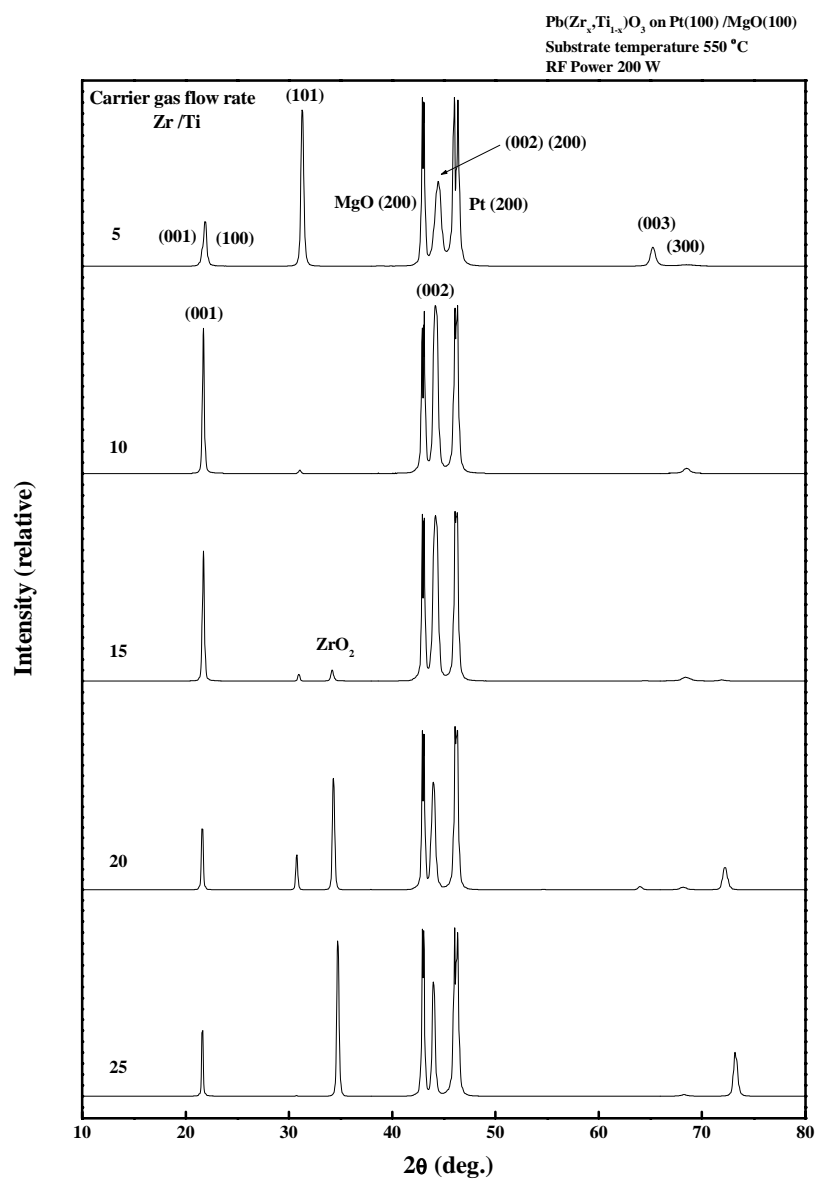 Pb(Zrₓ,Ti₁₋ₓ)O₃ on Pt(100) /MgO(100)
Substrate temperature 550 °C
RF Power 200 W
Carrier gas flow rate
Zr /Ti
(101)
(002) (200)
MgO (200)
Pt (200)
5
(001)
(100)
(003)
(300)
(001)
(002)
10
15
ZrO₂
20
25
Intensity (relative)
10 20 30 40 50 60 70 80
2θ (deg.)